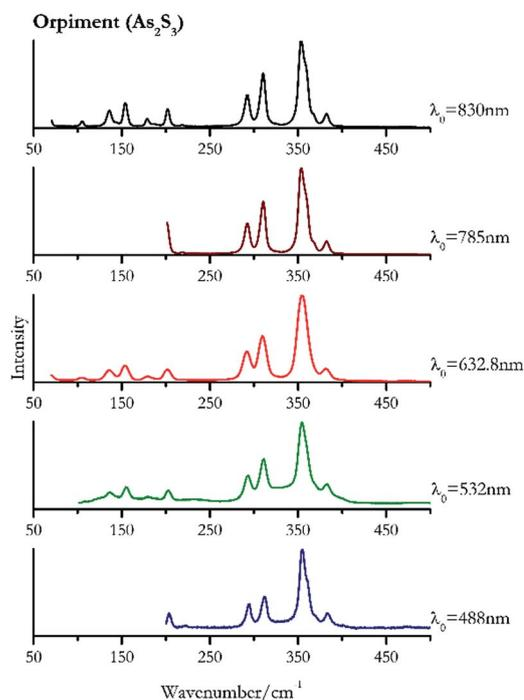 Orpiment (As₂S₃)
λ₀=830nm
50 150 250 350 450
λ₀=785nm
50 150 250 350 450
Intensity
λ₀=632.8nm
50 150 250 350 450
λ₀=532nm
50 150 250 350 450
λ₀=488nm
50 150 250 350 450
Wavenumber/cm⁻¹